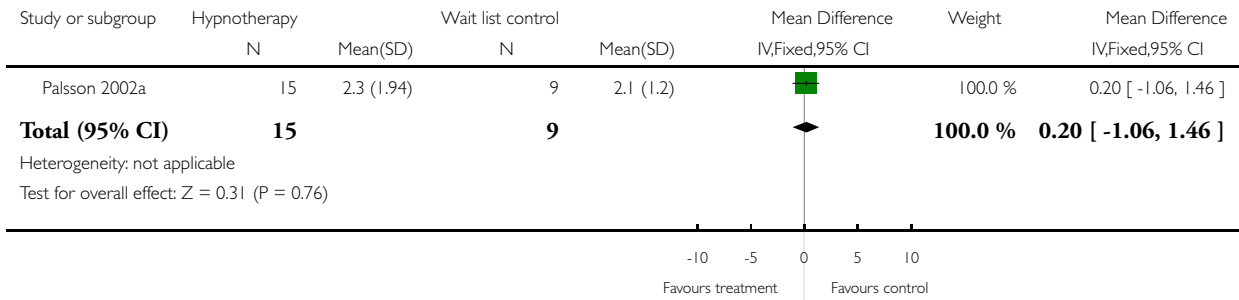 Study or subgroup Hypnotherapy Wait list control Mean Difference Weight Mean Difference
N Mean(SD) N Mean(SD) IV,Fixed,95% CI IV,Fixed,95% CI
Palsson 2002a 15 2.3 (1.94) 9 2.1 (1.2) 100.0 % 0.20 [ -1.06, 1.46 ]
Total (95% CI) 15 9 100.0 % 0.20 [ -1.06, 1.46 ]
Heterogeneity: not applicable
Test for overall effect: Z = 0.31 (P = 0.76)
-10 -5 0 5 10
Favours treatment Favours control